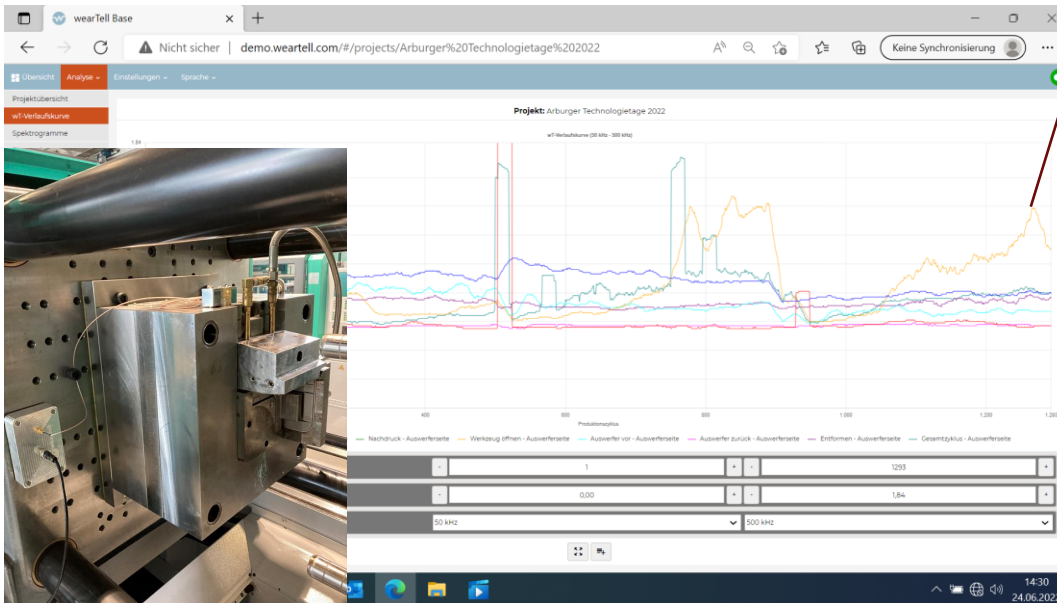 wearTell Base
Nicht sicher | demo.weartell.com/#/projects/Arburger%20Technologietage%202022
Keine Synchronisierung
Übersicht Analyse Einstellungen Sprache
Projektübersicht
wT-Verlaufskurve
Spektrogramme
Projekt: Arburger Technologietage 2022
wT-Verlaufskurve (50 kHz - 500 kHz)
1.84
400 600 800 1.000 1.200
Produktionszyklus
Nachdruck - Auswerferseite Werkzeug öffnen - Auswerferseite Auswerfer vor - Auswerferseite Auswerfer zurück - Auswerferseite Entformen - Auswerferseite Gesamtzyklus - Auswerferseite
- 1 + - 1293 +
- 0,00 + - 1,84 +
50 kHz 500 kHz
14:30